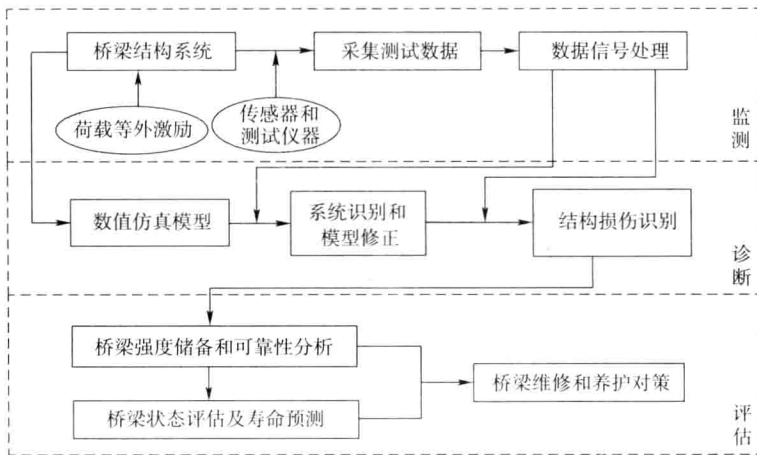 桥梁结构系统
采集测试数据
数据信号处理
荷载等外激励
传感器和
测试仪器
监测
数值仿真模型
系统识别和
模型修正
结构损伤识别
诊断
桥梁强度储备和可靠性分析
桥梁维修和养护对策
桥梁状态评估及寿命预测
评估